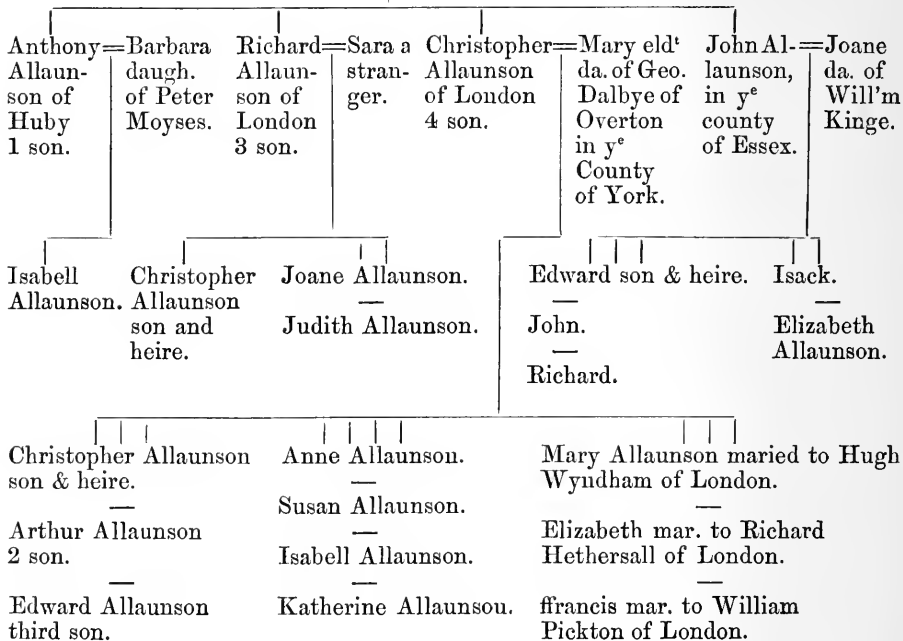 Anthony=Barbara
Allaun-
son of
Huby
1 son.
daugh.
of Peter
Moyses.
Richard=Sara a
Allaun-
son of
London
3 son.
stran-
ger.
Christopher=Mary eldᵗ
Allaunson
of London
4 son.
da. of Geo.
Dalbye of
Overton
in yᵉ
County
of York.
John Al-=Joane
launson,
in yᵉ
county
of Essex.
da. of
Will'm
Kinge.
Isabell
Allaunson.
Christopher
Allaunson
son and
heire.
Joane Allaunson.
Judith Allaunson.
Edward son & heire.
John.
Richard.
Isack.
Elizabeth
Allaunson.
Christopher Allaunson
son & heire.
Arthur Allaunson
2 son.
Edward Allaunson
third son.
Anne Allaunson.
Susan Allaunson.
Isabell Allaunson.
Katherine Allaunsou.
Mary Allaunson maried to Hugh
Wyndham of London.
Elizabeth mar. to Richard
Hethersall of London.
ffrancis mar. to William
Pickton of London.